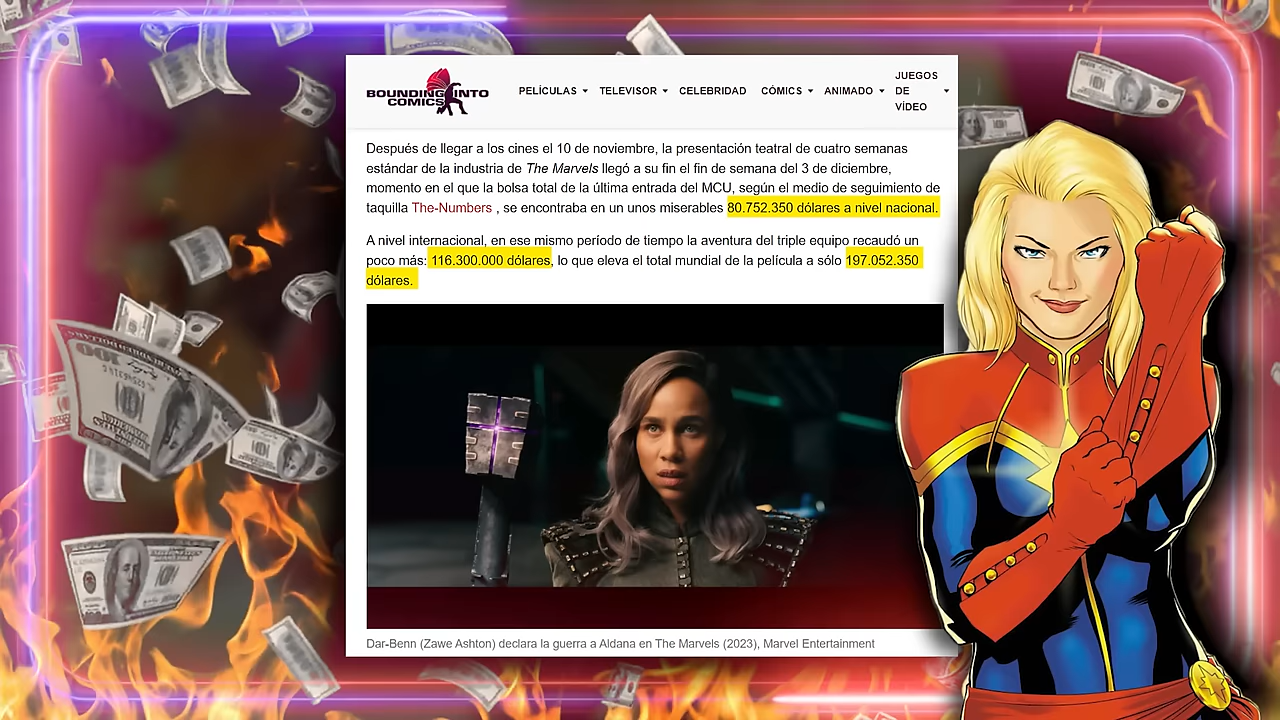 BOUNDING INTO
COMICS
PELÍCULAS
TELEVISOR
CELEBRIDAD
CÓMICS
ANIMADO
JUEGOS
DE
VÍDEO
Después de llegar a los cines el 10 de noviembre, la presentación teatral de cuatro semanas
estándar de la industria de The Marvels llegó a su fin el fin de semana del 3 de diciembre,
momento en el que la bolsa total de la última entrada del MCU, según el medio de seguimiento de
taquilla The-Numbers , se encontraba en un unos miserables 80.752.350 dólares a nivel nacional.
A nivel internacional, en ese mismo período de tiempo la aventura del triple equipo recaudó un
poco más: 116.300.000 dólares, lo que eleva el total mundial de la película a sólo 197.052.350
dólares.
Dar-Benn (Zawe Ashton) declara la guerra a Aldana en The Marvels (2023), Marvel Entertainment
100